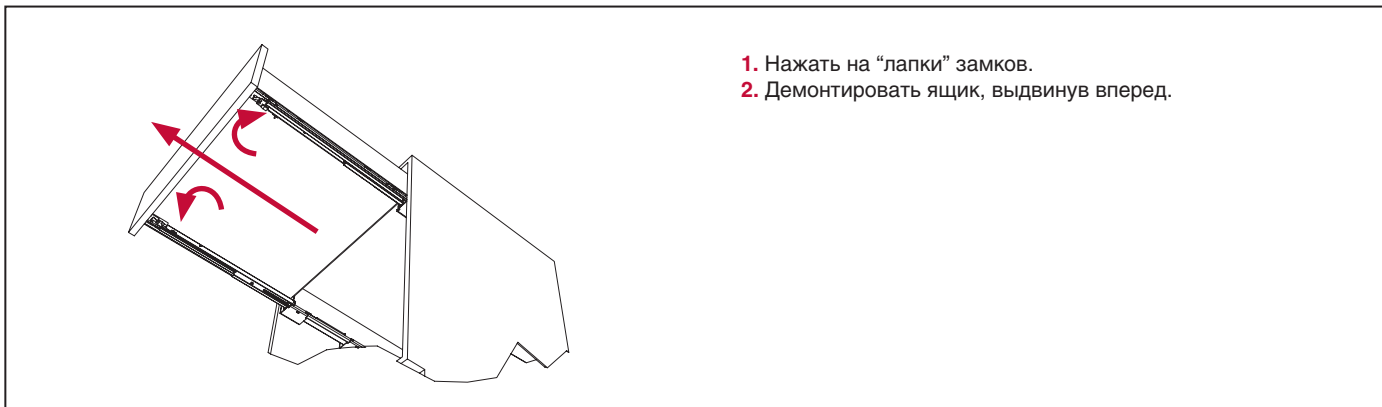 1. Нажать на “лапки” замков.
2. Демонтировать ящик, выдвинув вперед.